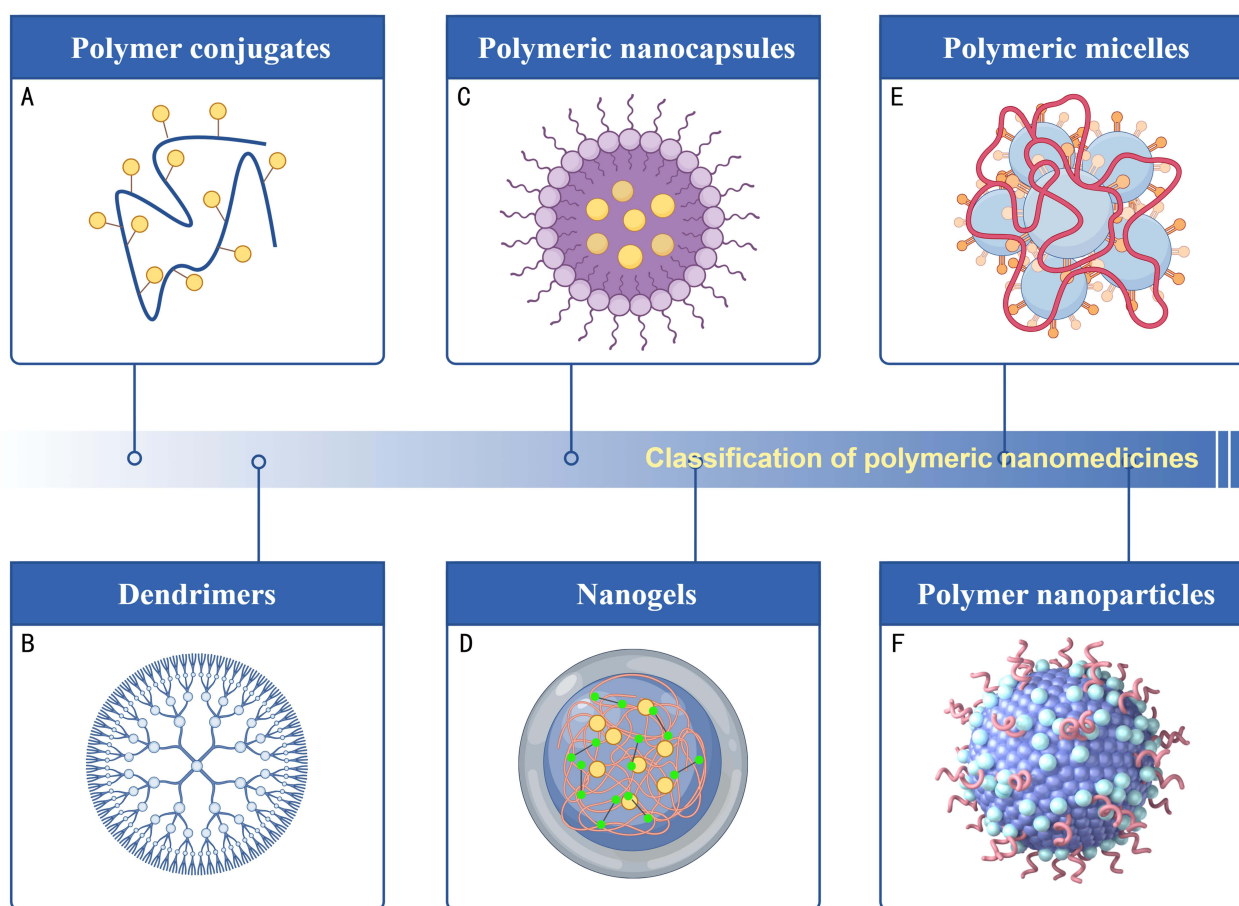 Polymer conjugates
A
Polymeric nanocapsules
C
Polymeric micelles
E
Classification of polymeric nanomedicines
Dendrimers
B
Nanogels
D
Polymer nanoparticles
F